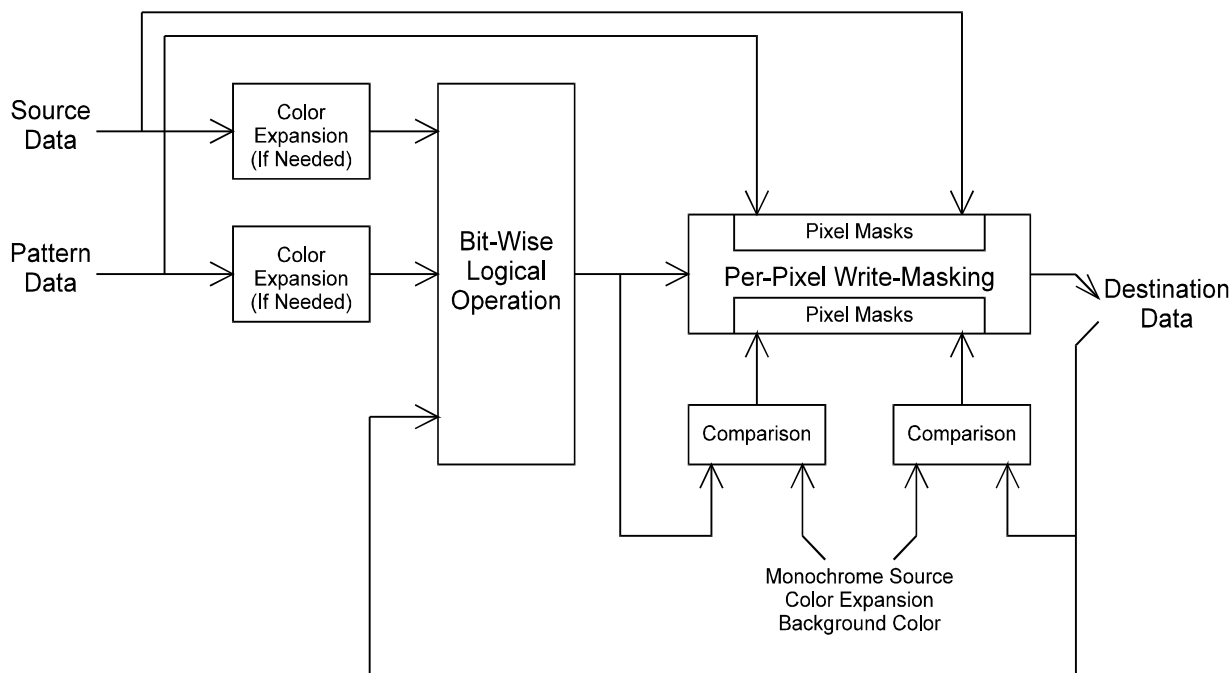 Source
Data
Color
Expansion
(If Needed)
Pattern
Data
Color
Expansion
(If Needed)
Bit-Wise
Logical
Operation
Pixel Masks
Per-Pixel Write-Masking
Pixel Masks
Destination
Data
Comparison
Comparison
Monochrome Source
Color Expansion
Background Color